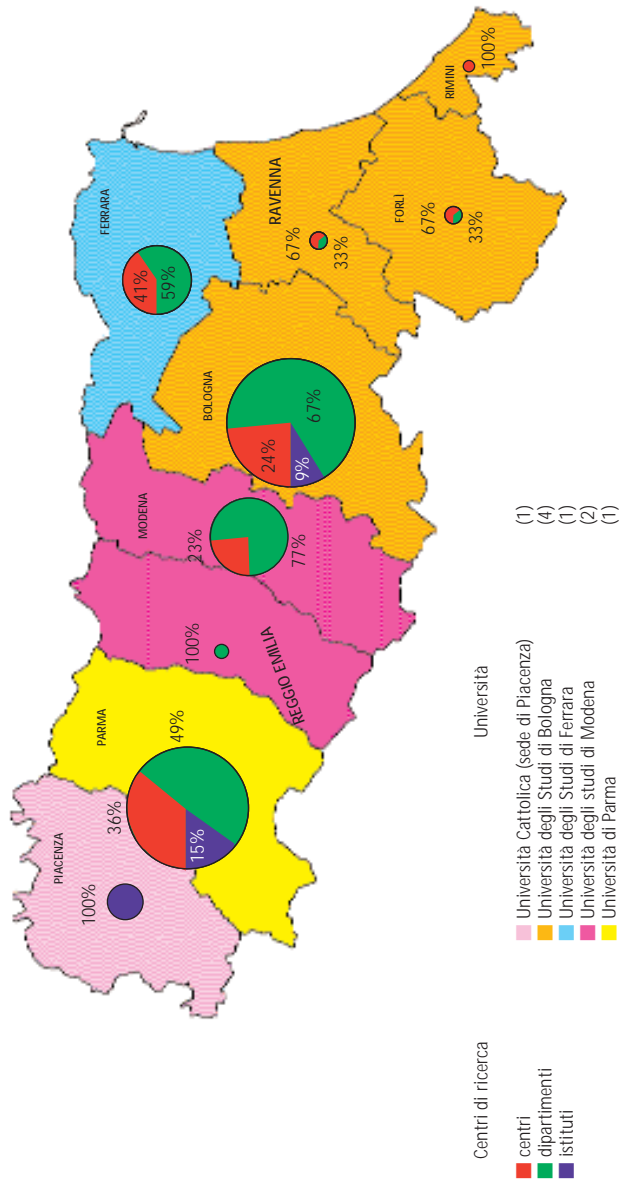 PIACENZA
100%
PARMA
36%
49%
15%
REGGIO EMILIA
100%
MODENA
23%
77%
BOLOGNA
24%
67%
9%
FERRARA
41%
59%
RAVENNA
67%
33%
FORLÌ
67%
33%
RIMINI
100%
Centri di ricerca
centri
dipartimenti
istituti
Università
Università Cattolica (sede di Piacenza) (1)
Università degli Studi di Bologna (4)
Università degli Studi di Ferrara (1)
Università degli studi di Modena (2)
Università di Parma (1)